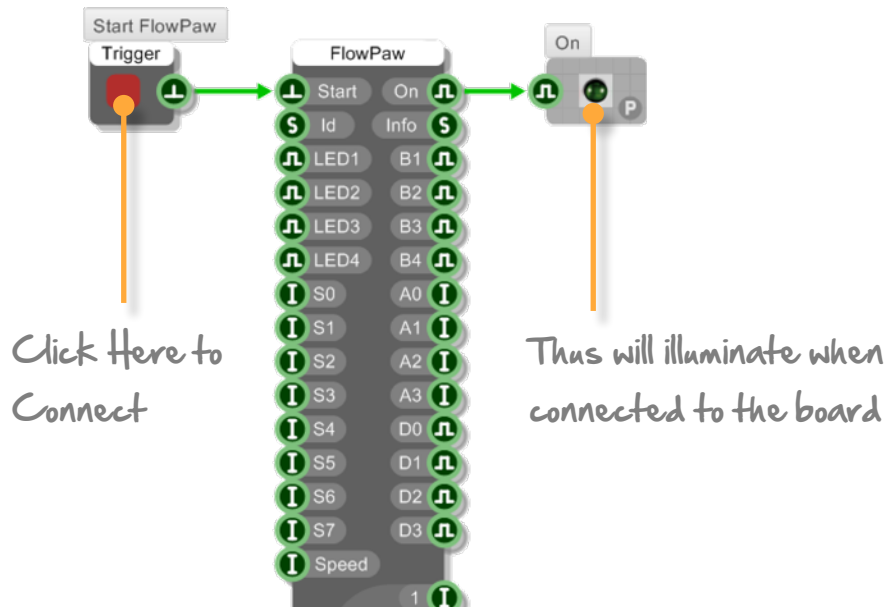 Start FlowPaw
Trigger
FlowPaw
On
Start On
S Id Info S
LED1 B1
LED2 B2
LED3 B3
LED4 B4
I S0 A0 I
I S1 A1 I
I S2 A2 I
I S3 A3 I
I S4 D0
I S5 D1
I S6 D2
I S7 D3
I Speed
1 I
P
Click Here to
Connect
Thus will illuminate when
connected to the board